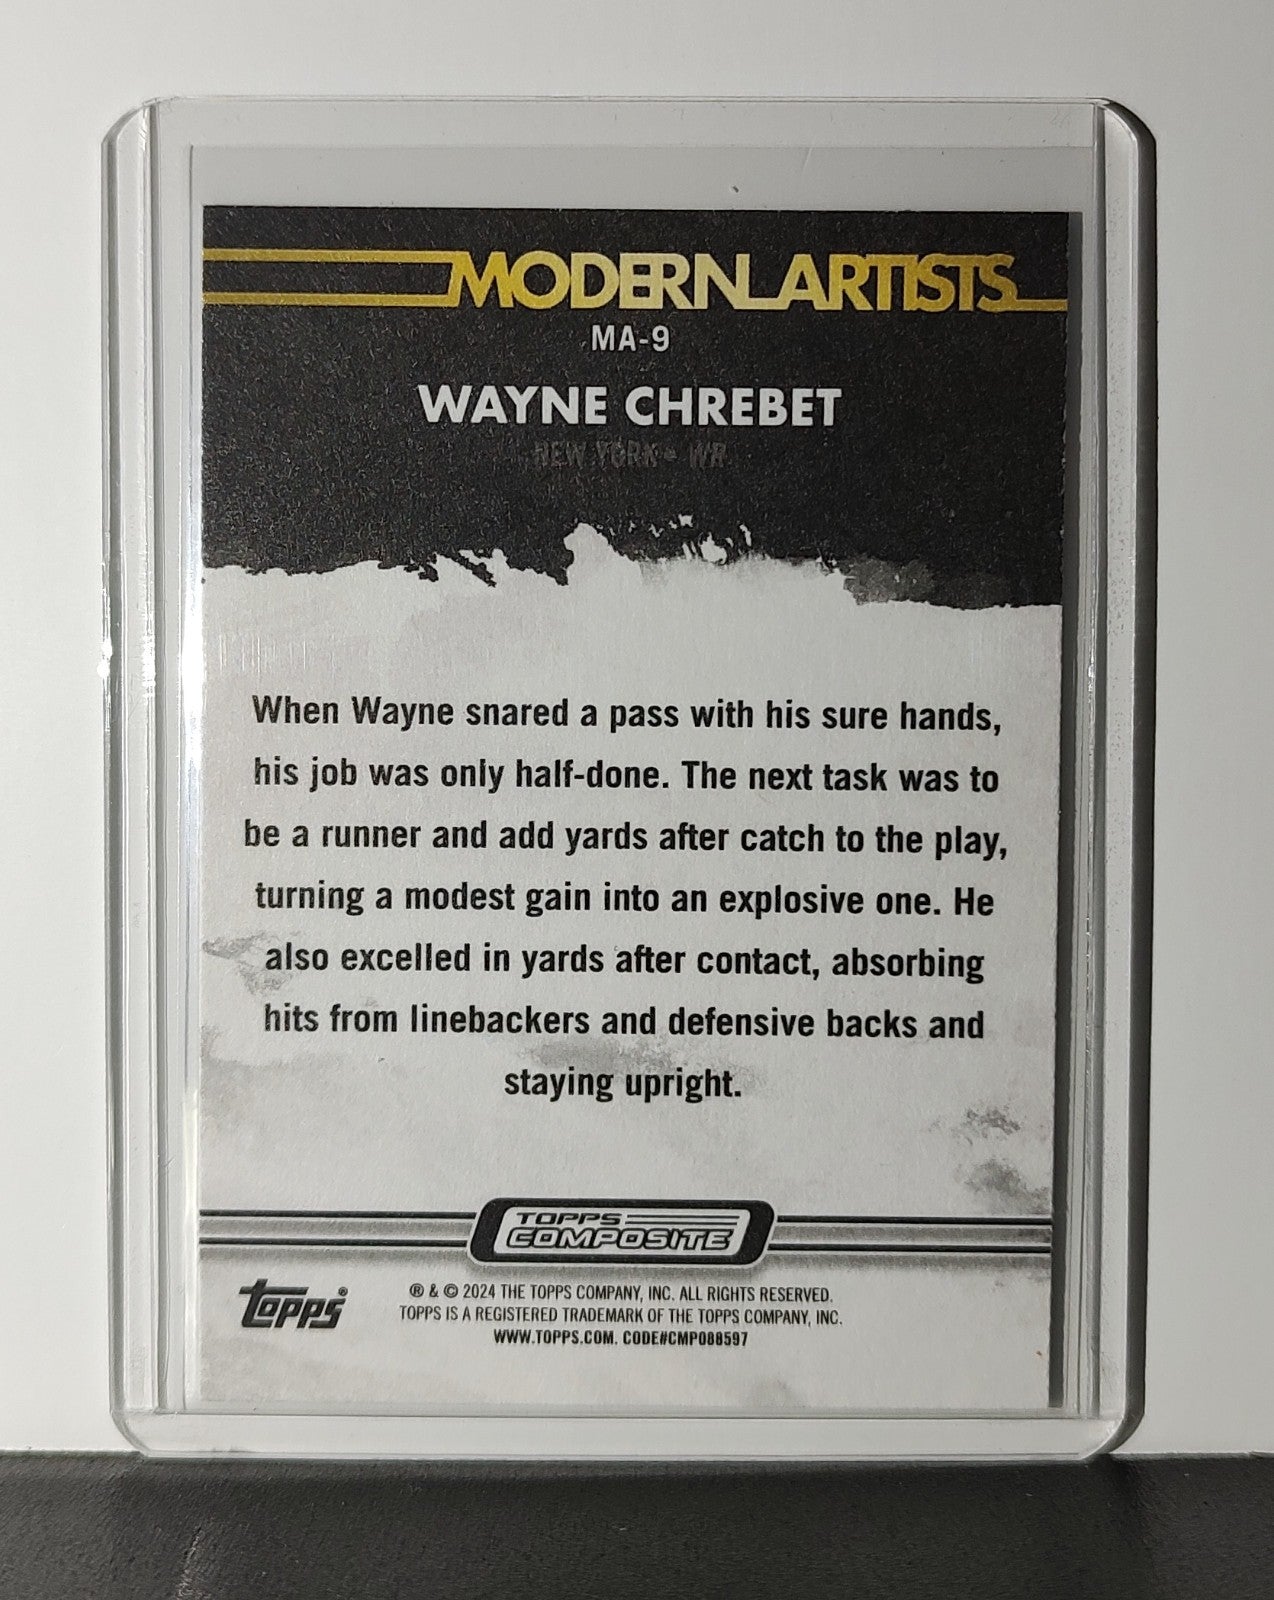 MODERN ARTISTS
MA-9
WAYNE CHREBET
NEW YORK • WR
When Wayne snared a pass with his sure hands,
his job was only half-done. The next task was to
be a runner and add yards after catch to the play,
turning a modest gain into an explosive one. He
also excelled in yards after contact, absorbing
hits from linebackers and defensive backs and
staying upright.
TOPPS
COMPOSITE
topps®
® & © 2024 THE TOPPS COMPANY, INC. ALL RIGHTS RESERVED.
TOPPS IS A REGISTERED TRADEMARK OF THE TOPPS COMPANY, INC.
WWW.TOPPS.COM. CODE#CMP088597